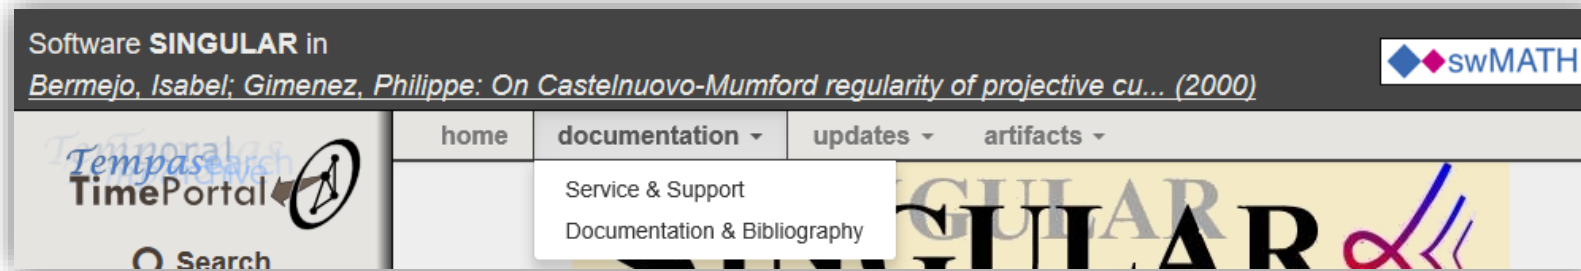 Software SINGULAR in
Bermejo, Isabel; Gimenez, Philippe: On Castelnuovo-Mumford regularity of projective cu... (2000)
swMATH
home documentation updates artifacts
Tempas
TimePortal
Service & Support
Documentation & Bibliography
SINGULAR
Search